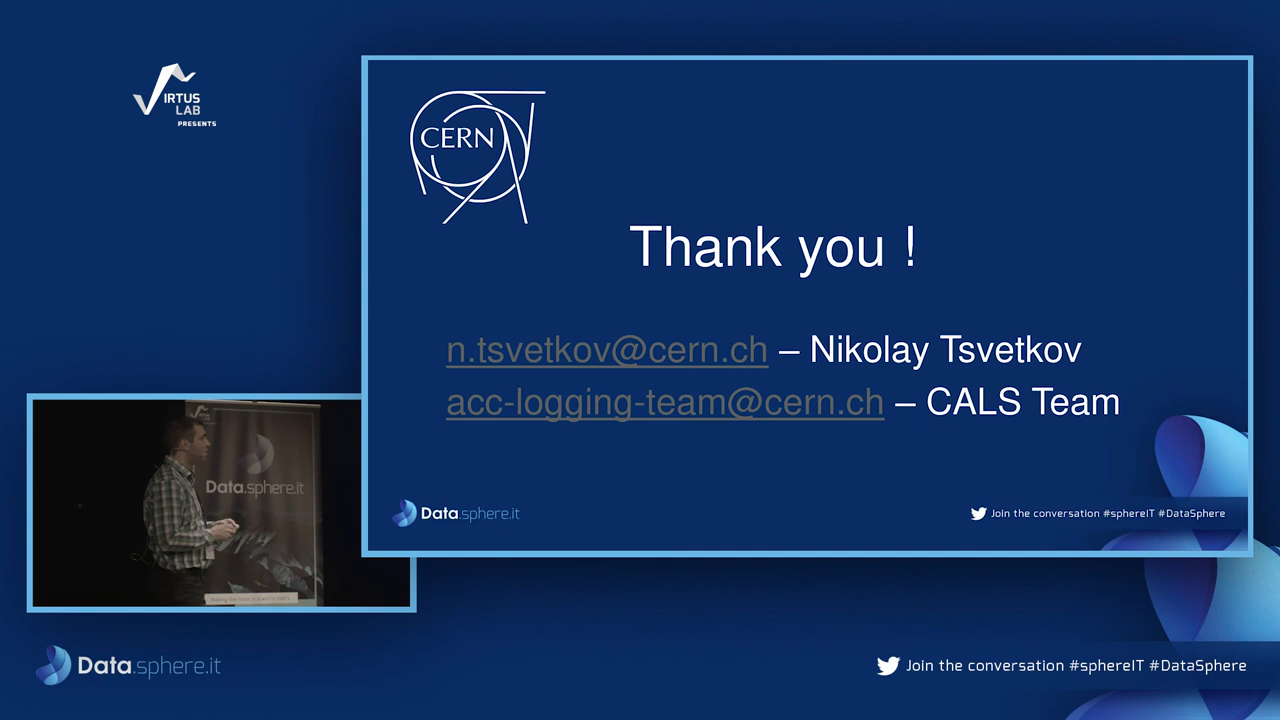 VIRTUS
LAB
PRESENTS
CERN
Thank you !
n.tsvetkov@cern.ch – Nikolay Tsvetkov
acc-logging-team@cern.ch – CALS Team
Data.sphere.it
Data.sphere.it
Join the conversation #sphereIT #DataSphere
Data.sphere.it
Join the conversation #sphereIT #DataSphere